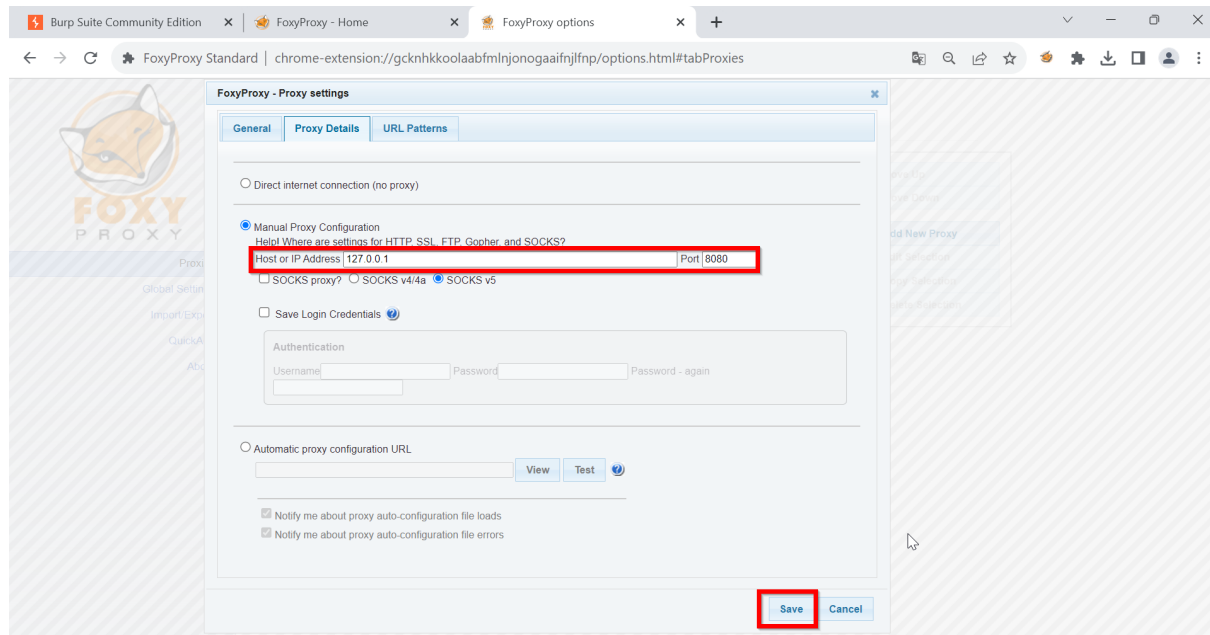 Burp Suite Community Edition
FoxyProxy - Home
FoxyProxy options
FoxyProxy Standard | chrome-extension://gcknhkkoolaabfmlnjonogaaifnjlfnp/options.html#tabProxies
FoxyProxy - Proxy settings
General Proxy Details URL Patterns
Direct internet connection (no proxy)
FOXY
PROXY
Manual Proxy Configuration
Help! Where are settings for HTTP, SSL, FTP, Gopher, and SOCKS?
Host or IP Address 127.0.0.1 Port 8080
SOCKS proxy? SOCKS v4/4a SOCKS v5
dd New Proxy
Proxi
Global Settin
Import Exp
QuickA
Abo
Save Login Credentials
Authentication
Username Password Password - again
Automatic proxy configuration URL
View Test
Notify me about proxy auto-configuration file loads
Notify me about proxy auto-configuration file errors
Save Cancel